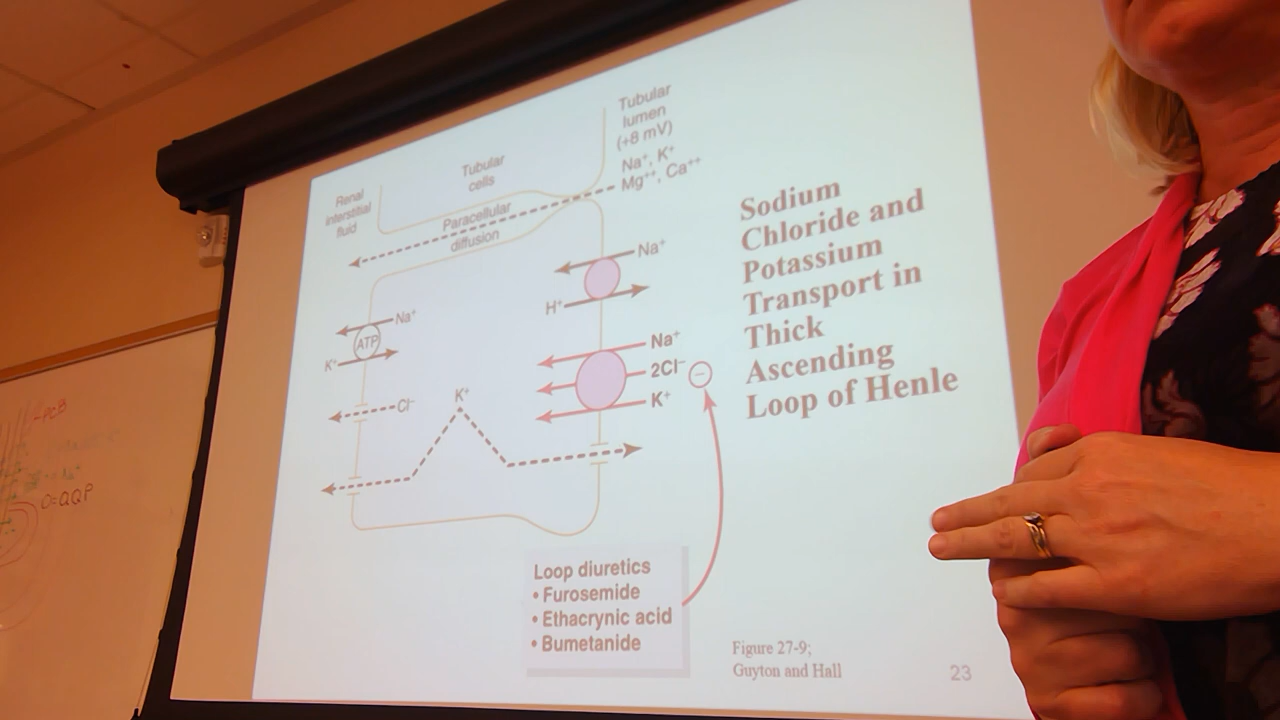 Tubular
lumen
(+8 mV)
Na⁺, K⁺
Mg⁺⁺, Ca⁺⁺
Tubular
cells
Renal
interstitial
fluid
Paracellular
diffusion
Na⁺
H⁺
Na⁺
ATP
K⁺
Na⁺
2Cl⁻
K⁺
−
Cl⁻
K⁺
Sodium
Chloride and
Potassium
Transport in
Thick
Ascending
Loop of Henle
Loop diuretics
• Furosemide
• Ethacrynic acid
• Bumetanide
Figure 27-9;
Guyton and Hall
23